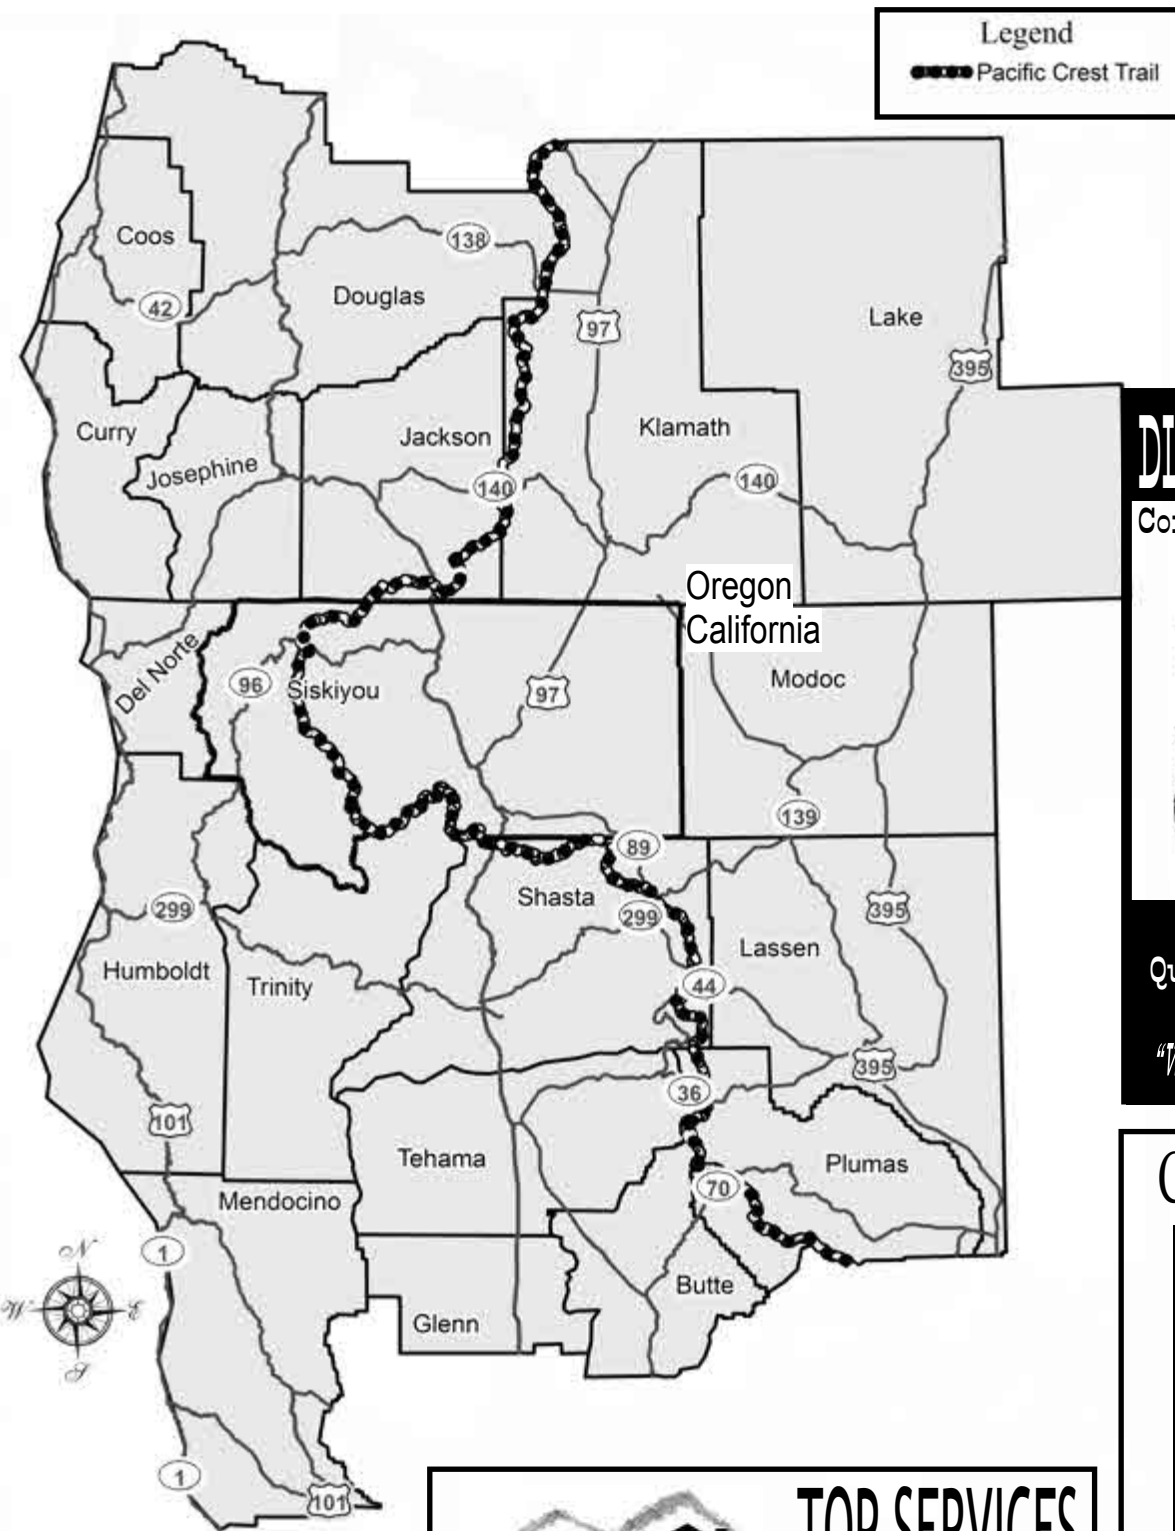 Legend
Pacific Crest Trail
Coos
138
42
Douglas
97
Lake
395
Curry
Jackson
Klamath
Josephine
140
140
Oregon
California
Del Norte
96
Siskiyou
97
Modoc
139
89
Shasta
299
299
395
Lassen
Humboldt
Trinity
44
395
36
101
Tehama
Plumas
70
Mendocino
1
N
W
E
S
Butte
Glenn
1
101
TOP SERVICES